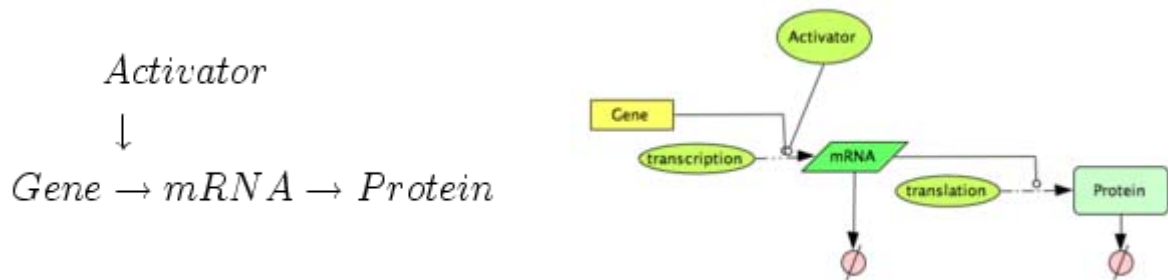 Activator
↓
Gene → mRNA → Protein
Activator
Gene
transcription
mRNA
translation
Protein